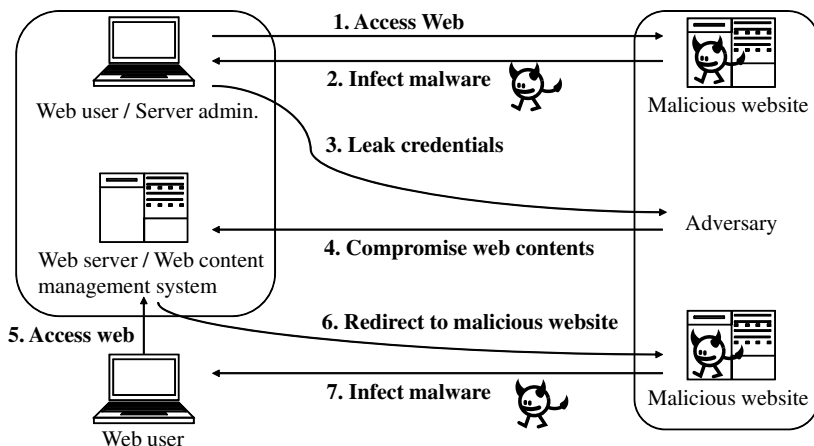 1. Access Web
2. Infect malware
Web user / Server admin.
Malicious website
3. Leak credentials
Adversary
4. Compromise web contents
Web server / Web content
management system
5. Access web
6. Redirect to malicious website
7. Infect malware
Malicious website
Web user